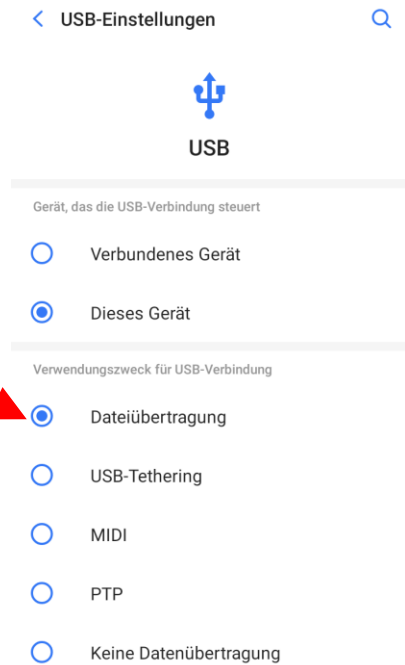 USB-Einstellungen
USB
Gerät, das die USB-Verbindung steuert
Verbundenes Gerät
Dieses Gerät
Verwendungszweck für USB-Verbindung
Dateiübertragung
USB-Tethering
MIDI
PTP
Keine Datenübertragung